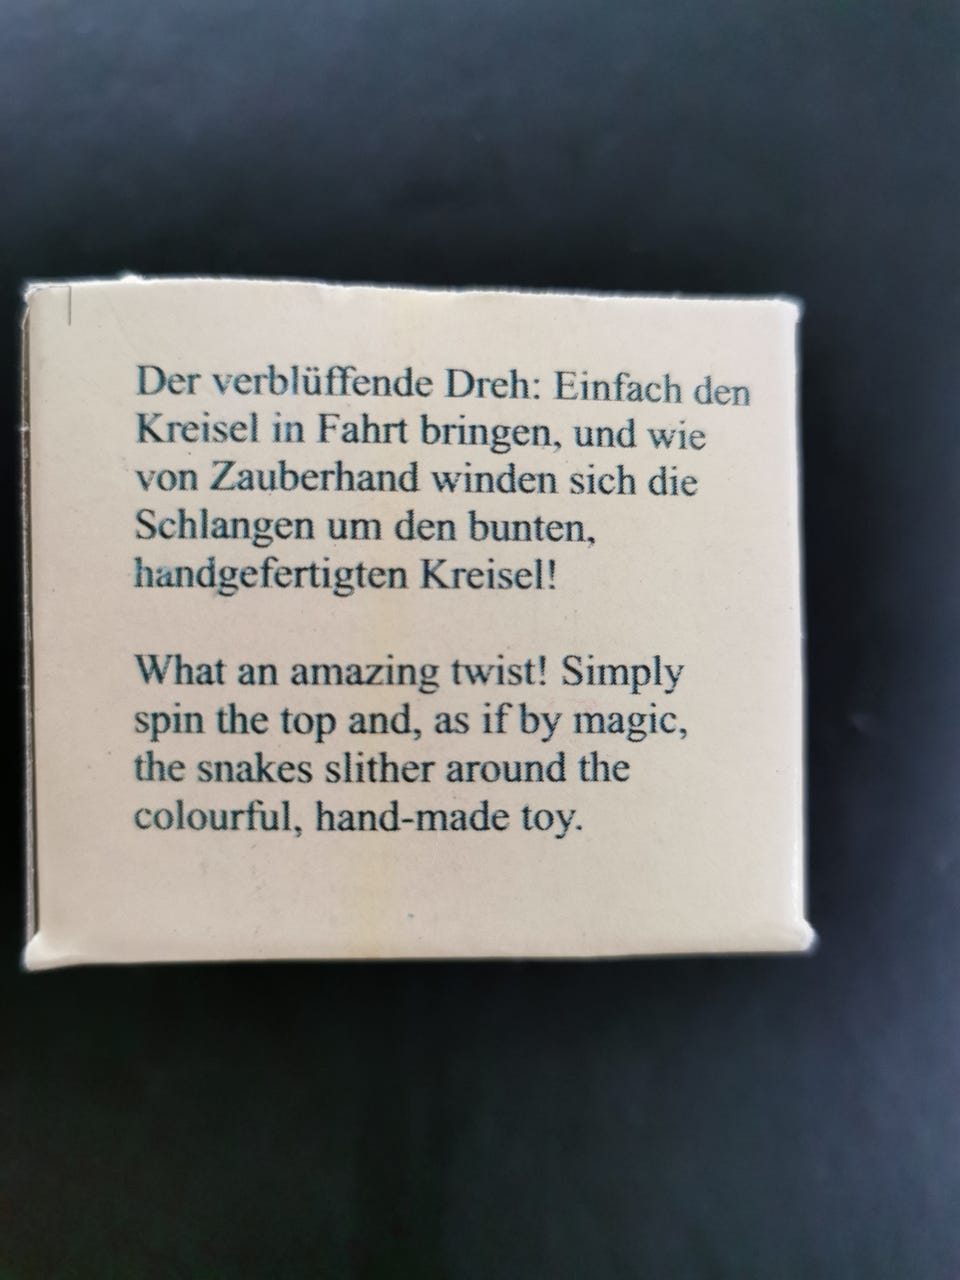 Der verblüffende Dreh: Einfach den
Kreisel in Fahrt bringen, und wie
von Zauberhand winden sich die
Schlangen um den bunten,
handgefertigten Kreisel!
What an amazing twist! Simply
spin the top and, as if by magic,
the snakes slither around the
colourful, hand-made toy.